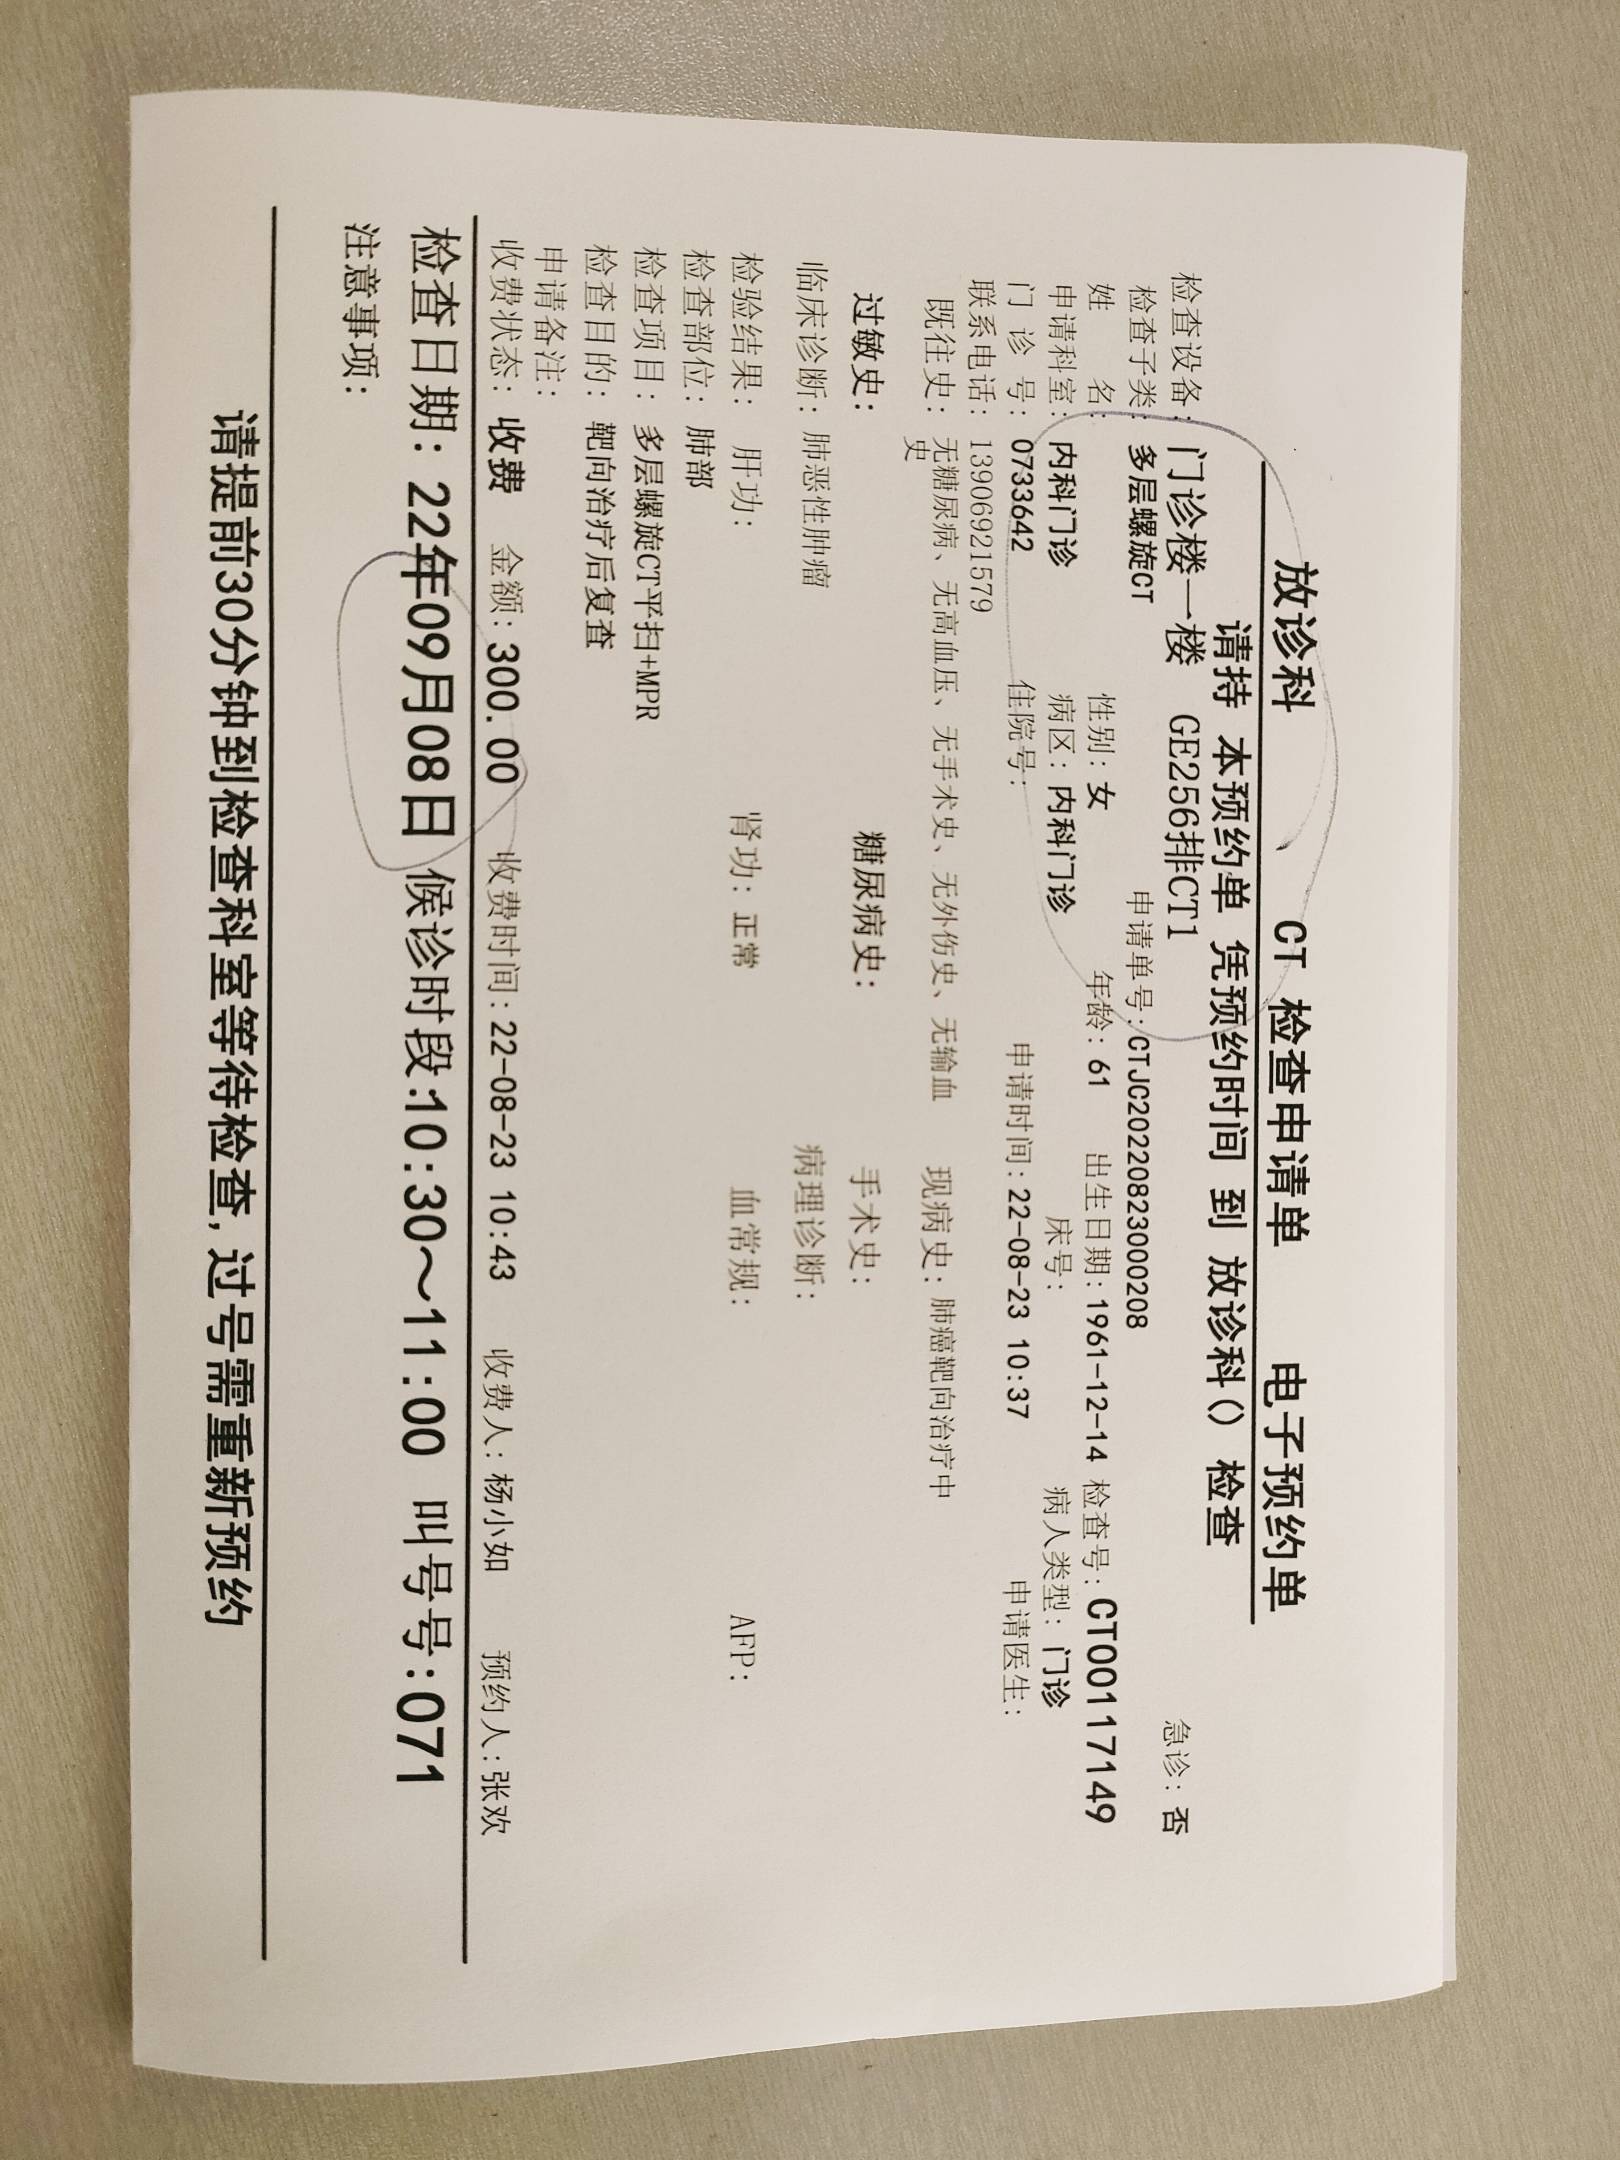 放诊科 CT 检查申请单 电子预约单
请持 本预约单 凭预约时间 到 放诊科() 检查
检查设备: 门诊楼一楼 GE256排CT1 急诊: 否
检查子类: 多层螺旋CT 申请单号: CTJC20220823000208
姓 名: 性别: 女 年龄: 61 出生日期: 1961-12-14 检查号: CT00117149
申请科室: 内科门诊 病区: 内科门诊 床号: 病人类型: 门诊
门 诊 号: 0733642 住院号: 申请时间: 22-08-23 10:37 申请医生:
联系电话: 13906921579
既往史: 无糖尿病、无高血压、无手术史、无外伤史、无输血 现病史: 肺癌靶向治疗中
史
过敏史: 糖尿病史: 手术史:
临床诊断: 肺恶性肿瘤 病理诊断:
检验结果: 肝功: 肾功: 正常 血常规: AFP:
检查部位: 肺部
检查项目: 多层螺旋CT平扫+MPR
检查目的: 靶向治疗后复查
申请备注:
收费状态: 收费 金额: 300.00 收费时间: 22-08-23 10:43 收费人: 杨小如 预约人: 张欢
检查日期: 22年09月08日 候诊时段:10:30～11:00 叫号号:071
注意事项:
请提前30分钟到检查科室等待检查,过号需重新预约